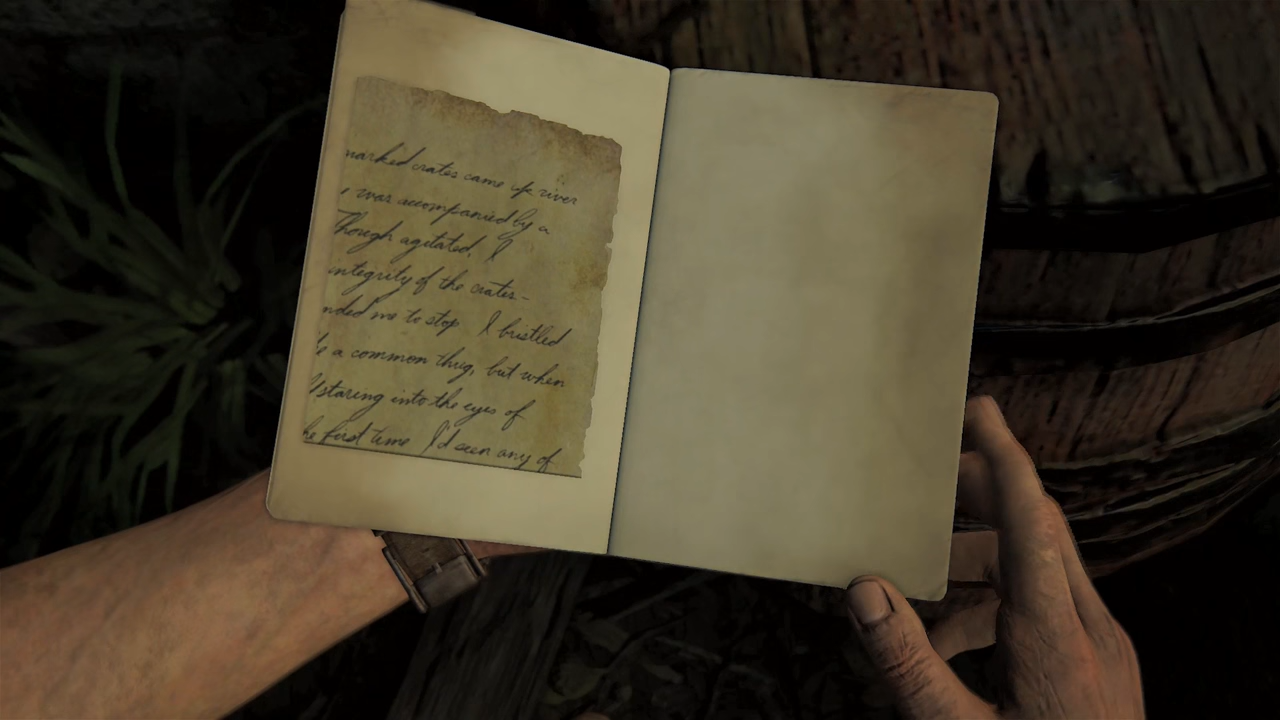 marked crates came up river
was accompanied by a
Though agitated, I
integrity of the crates-
nded me to stop. I bristled
a common thug, but when
staring into the eyes of
he first time I'd seen any of